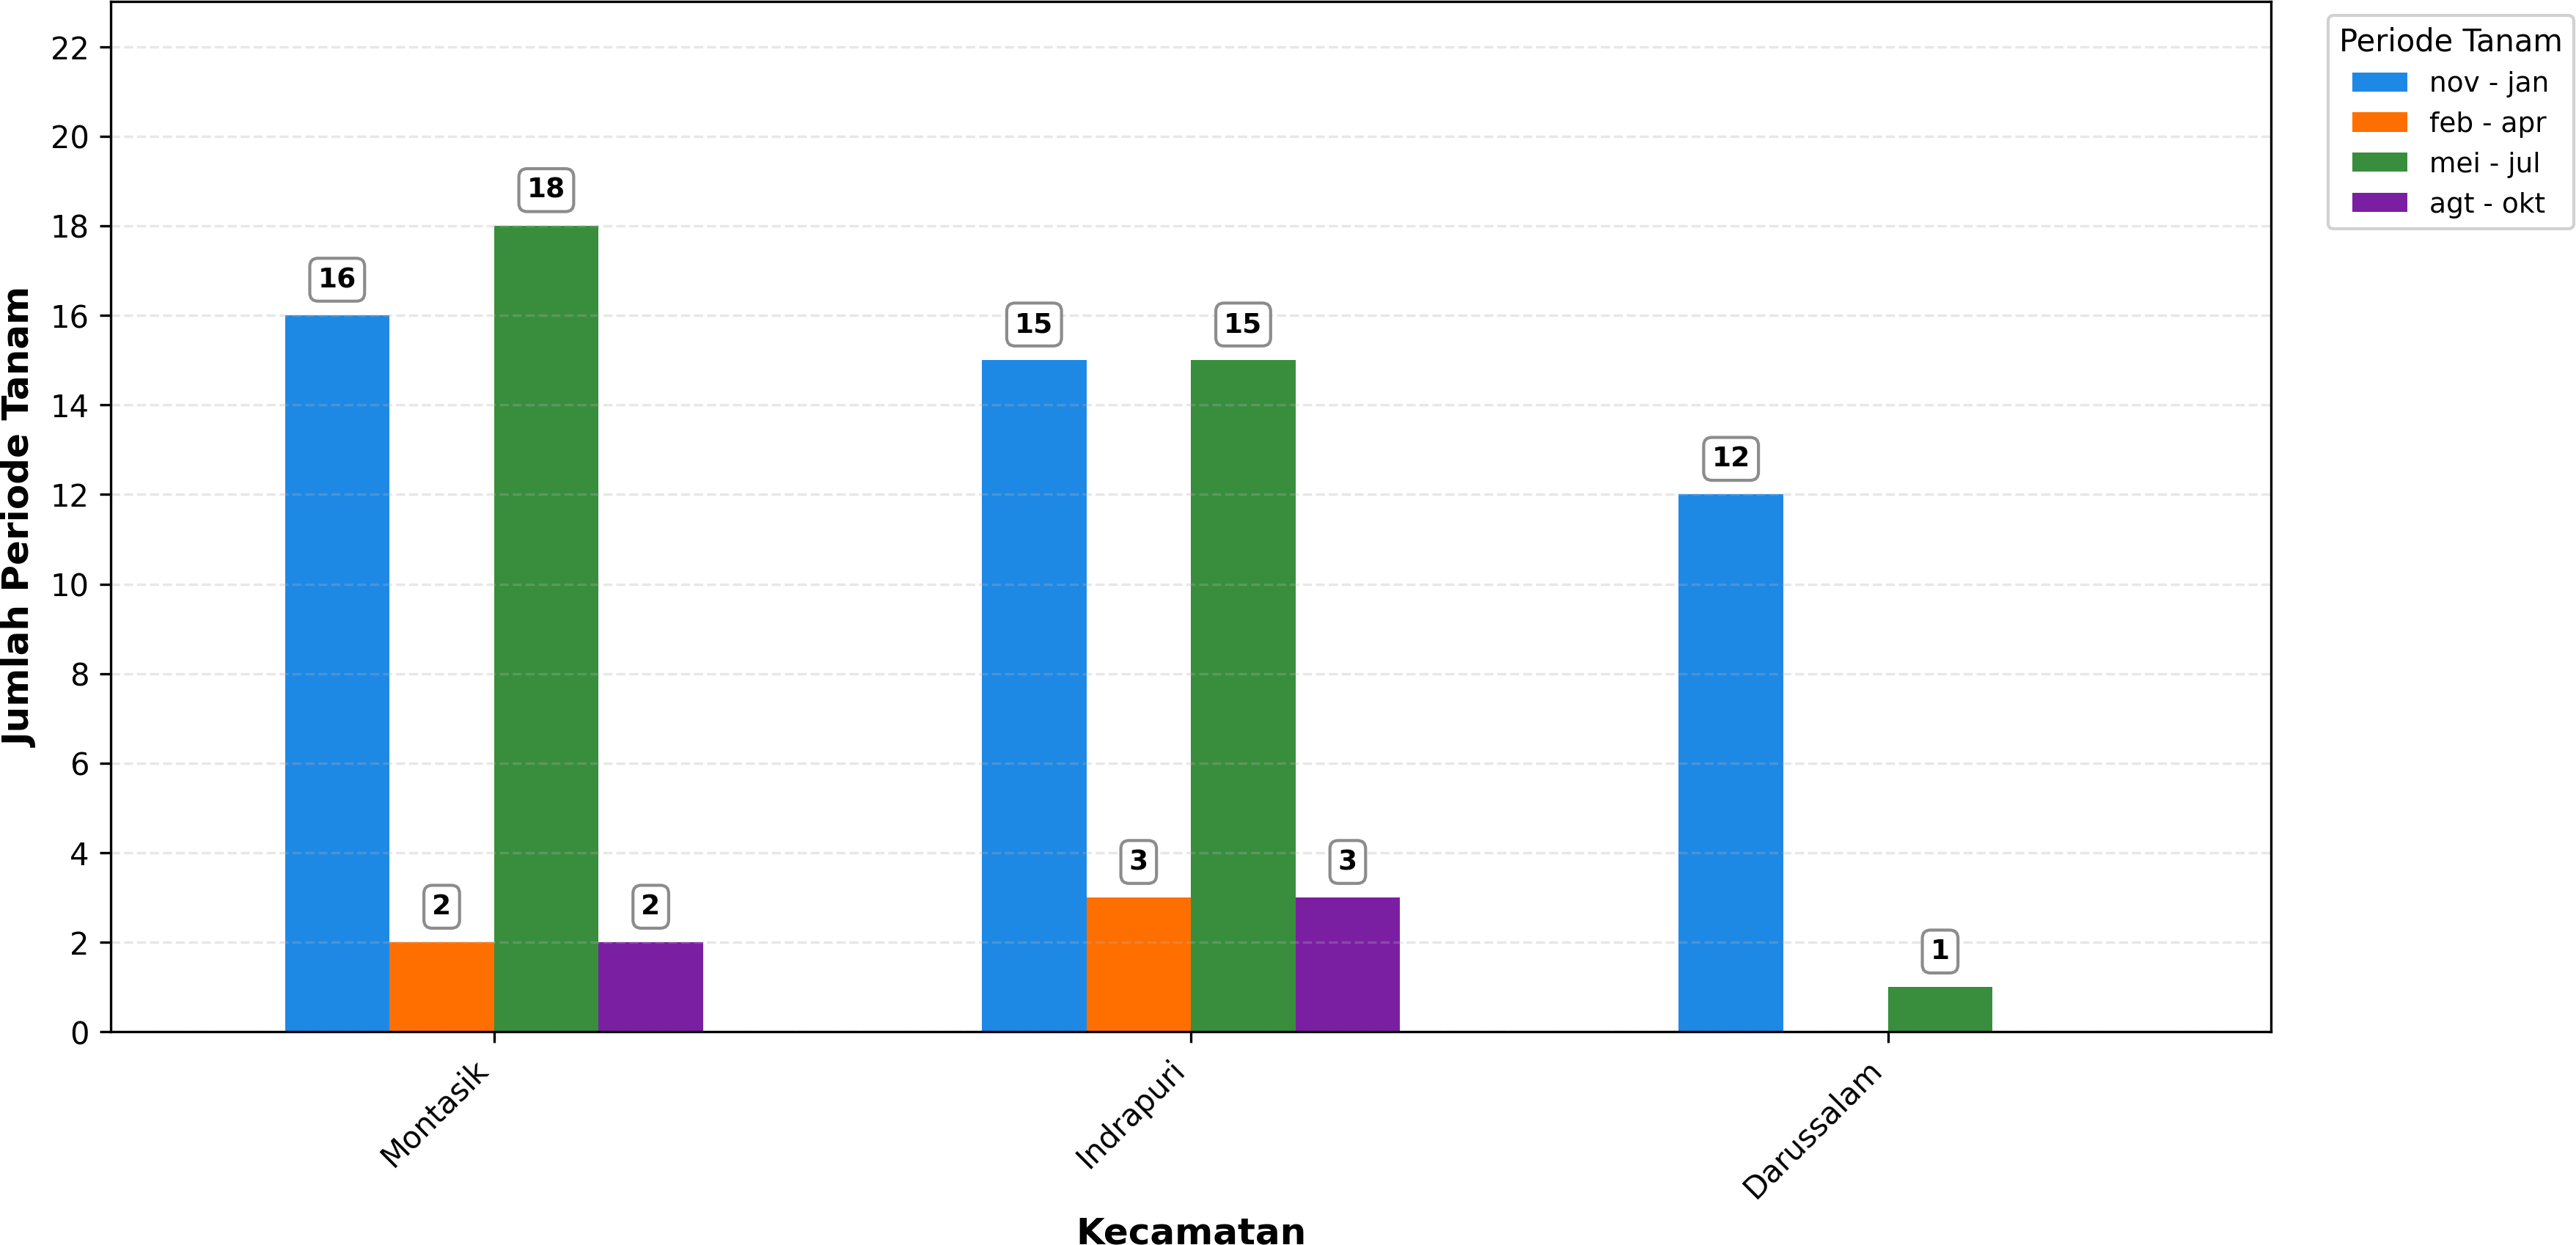 Jumlah Periode Tanam
22
20
18
16
14
12
10
8
6
4
2
0
16
2
18
2
15
3
15
3
12
1
Montasik
Indrapuri
Darussalam
Kecamatan
Periode Tanam
nov - jan
feb - apr
mei - jul
agt - okt